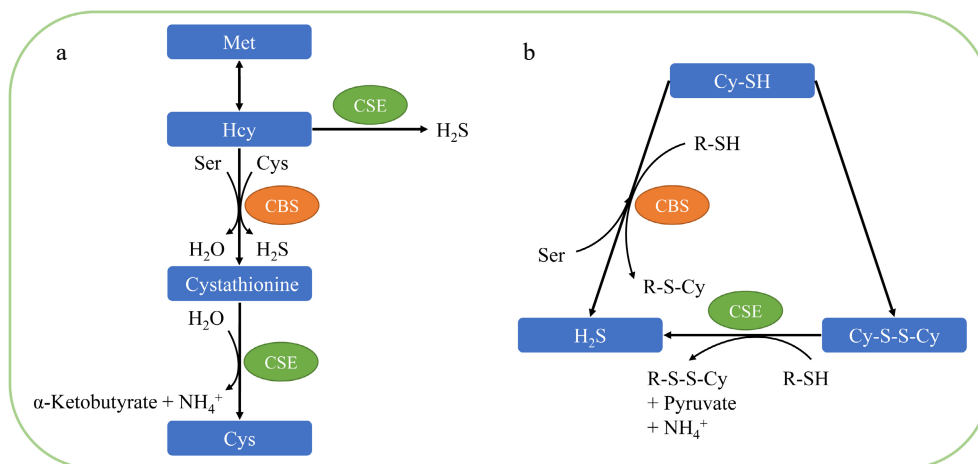 a
Met
Hcy
CSE
H₂S
Ser
Cys
CBS
H₂O
H₂S
Cystathionine
H₂O
CSE
α-Ketobutyrate + NH₄⁺
Cys
b
Cy-SH
R-SH
CBS
Ser
R-S-Cy
CSE
H₂S
Cy-S-S-Cy
R-S-S-Cy
+ Pyruvate
+ NH₄⁺
R-SH